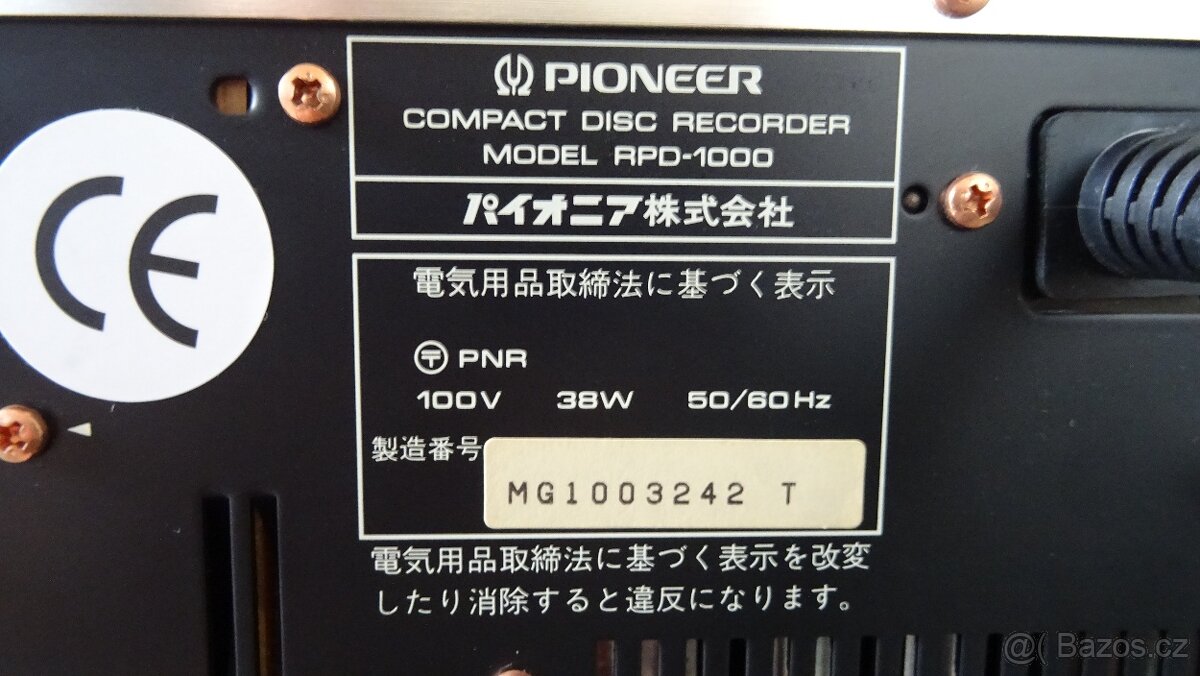 CE
PIONEER
COMPACT DISC RECORDER
MODEL RPD-1000
パイオニア株式会社
電気用品取締法に基づく表示
〒 PNR
100V 38W 50/60Hz
製造番号 MG1003242 T
電気用品取締法に基づく表示を改変
したり消除すると違反になります。
@( Bazoš.cz